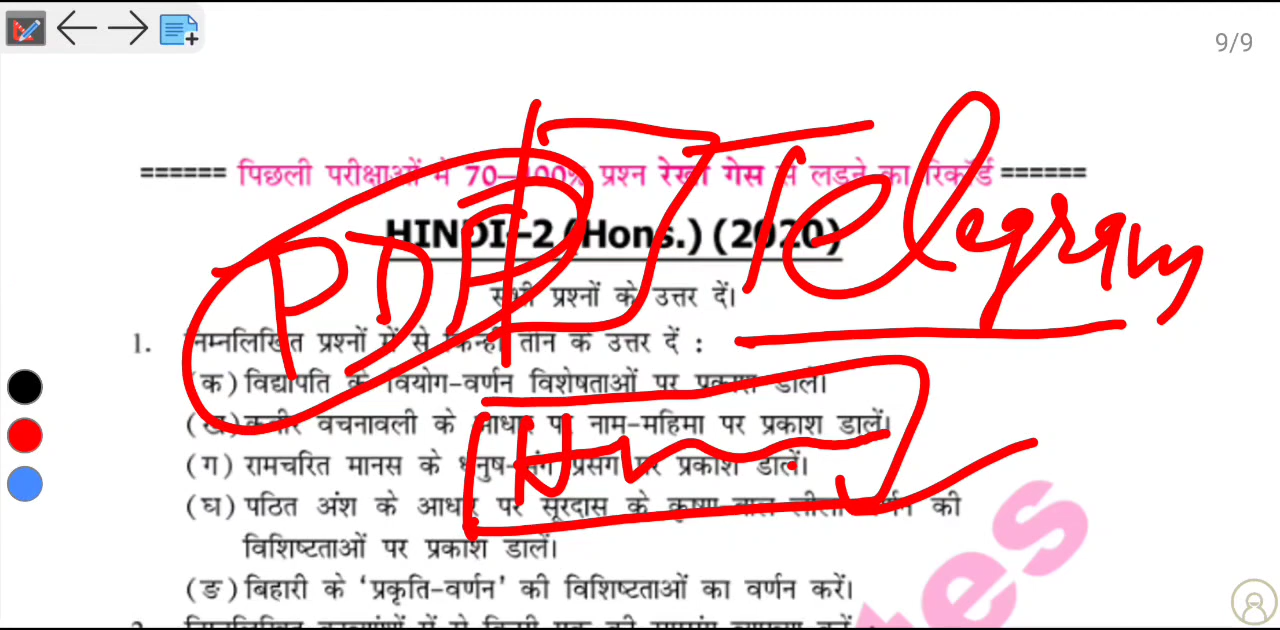 9/9
====== पिछली परीक्षाओं में 70–100% प्रश्न रेखा गेस से लड़ने का रिकॉर्ड ======
PDF Telegram
HINDI-2 (Hons.) (2020)
सभी प्रश्नों के उत्तर दें।
1. निम्नलिखित प्रश्नों में से किन्हीं तीन के उत्तर दें :
(क) विद्यापति के वियोग-वर्णन विशेषताओं पर प्रकाश डालें।
(ख) कबीर वचनावली के आधार पर नाम-महिमा पर प्रकाश डालें।
(ग) रामचरित मानस के धनुष-भंग प्रसंग पर प्रकाश डालें।
(घ) पठित अंश के आधार पर सूरदास के कृष्ण बाल लीला वर्णन की
विशिष्टताओं पर प्रकाश डालें।
(ङ) बिहारी के ‘प्रकृति-वर्णन’ की विशिष्टताओं का वर्णन करें।